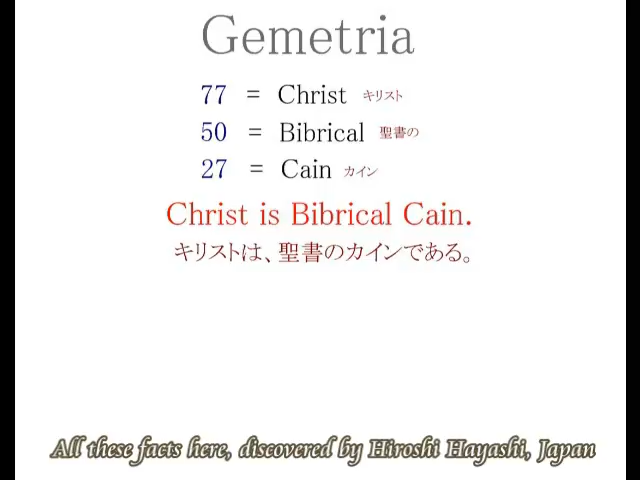 Gemetria
77 = Christ キリスト
50 = Bibrical 聖書の
27 = Cain カイン
Christ is Bibrical Cain.
キリストは、聖書のカインである。
All these facts here, discovered by Hiroshi Hayashi, Japan